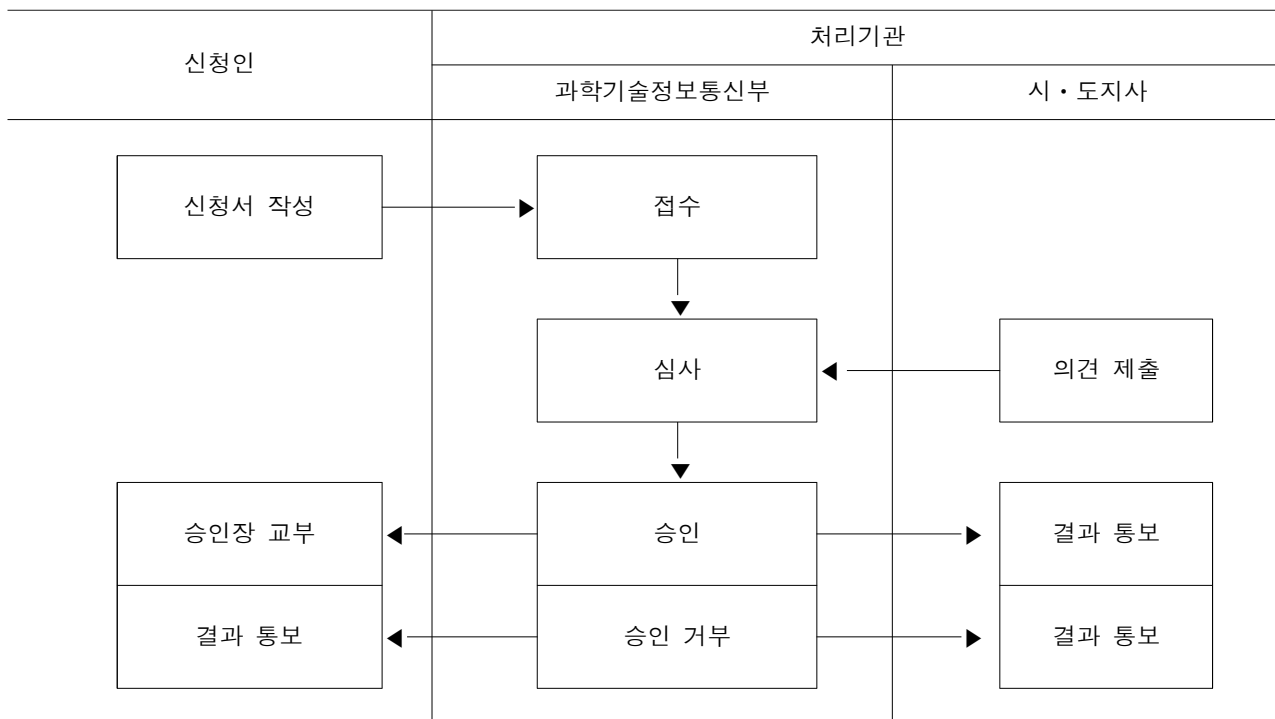 신청인
처리기관
과학기술정보통신부
시・도지사
신청서 작성
접수
심사
의견 제출
승인장 교부
승인
결과 통보
결과 통보
승인 거부
결과 통보